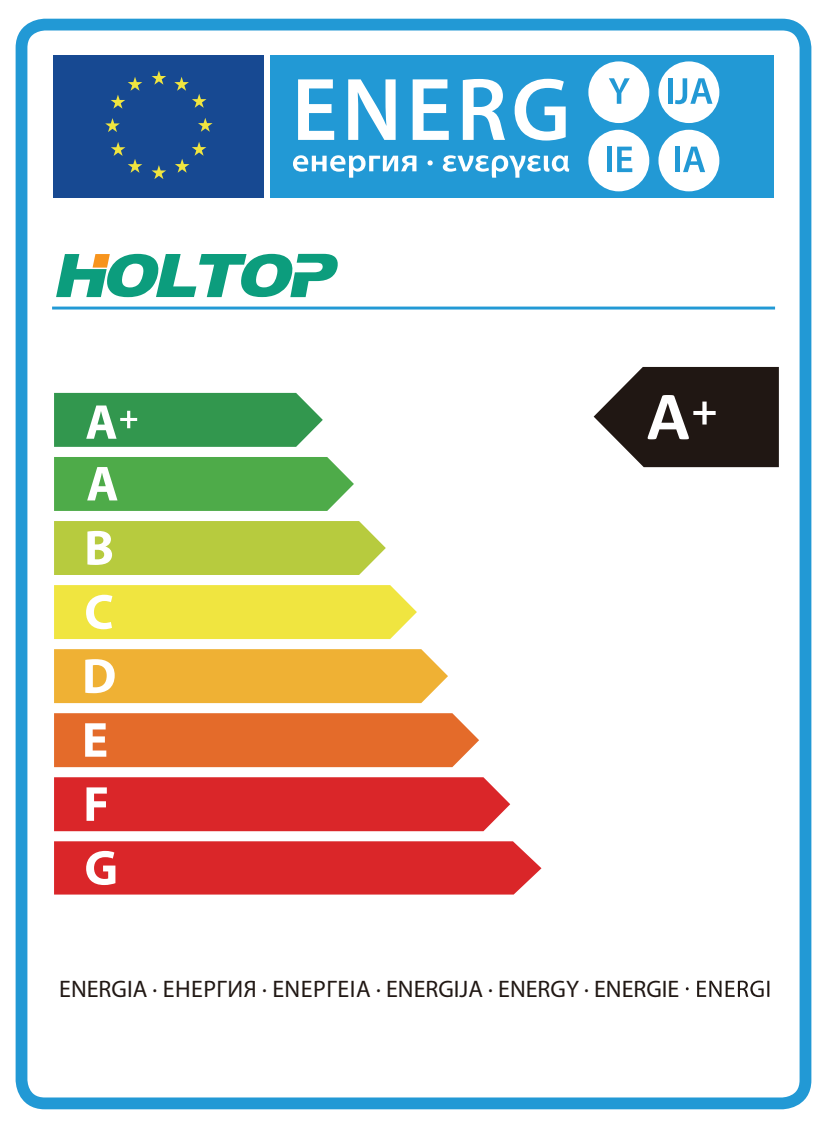 ENERG Y IJA
IE IA
енергия · ενεργεια
HOLTOP
A+
A+
A
B
C
D
E
F
G
ENERGIA · ЕНЕРГИЯ · ΕΝΕΡΓΕΙΑ · ENERGIJA · ENERGY · ENERGIE · ENERGI